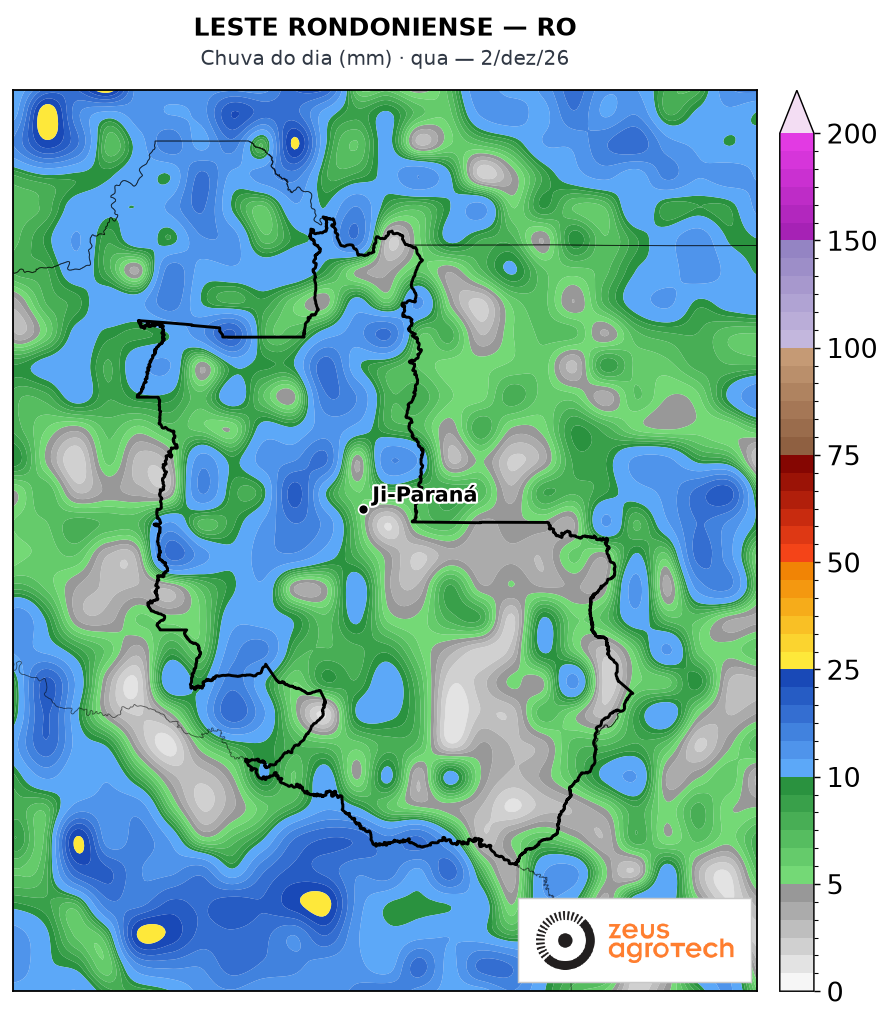 LESTE RONDONIENSE — RO
Chuva do dia (mm) · qua — 2/dez/26
200
150
100
75
50
25
10
5
0
Ji-Paraná
zeus
agrotech